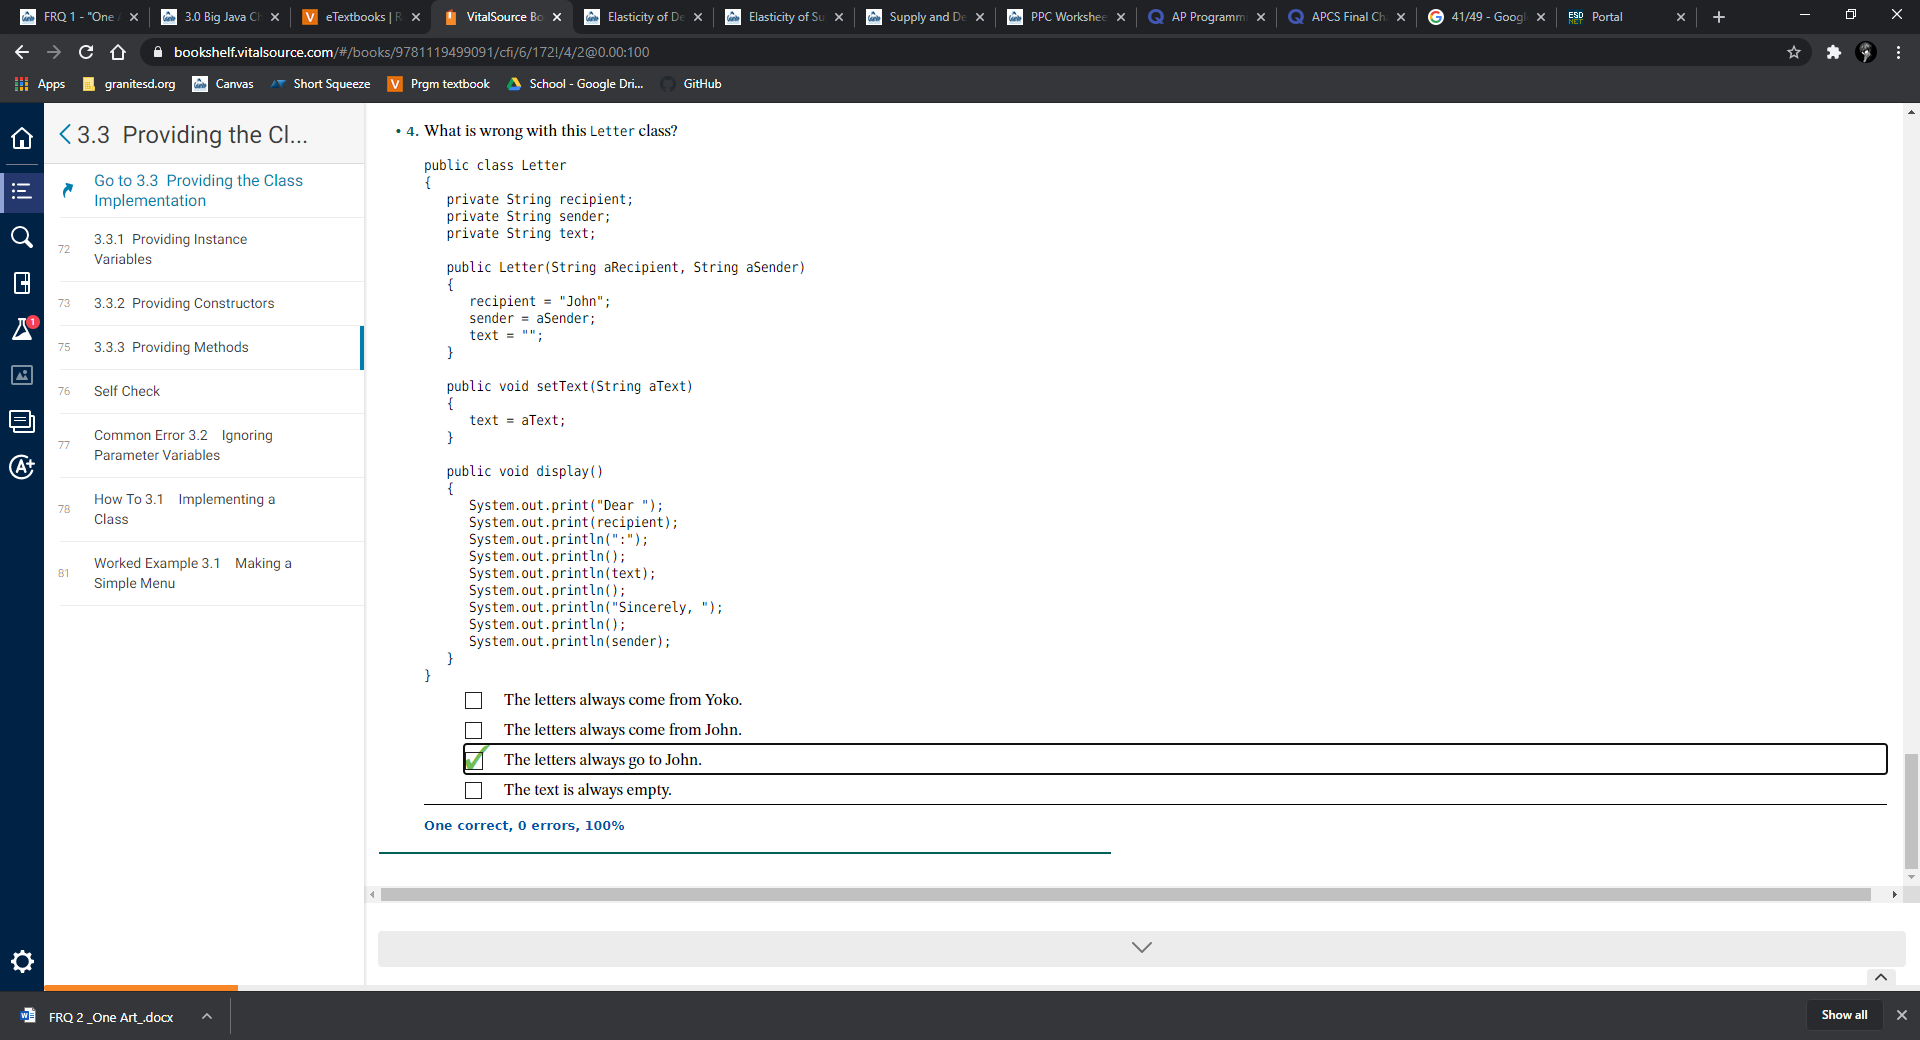 FRQ 1 - "One
3.0 Big Java Ch
eTextbooks | R
VitalSource Bo
Elasticity of De
Elasticity of Su
Supply and De
PPC Workshee
AP Programmi
APCS Final Ch
41/49 - Googl
ESD
NET
Portal
bookshelf.vitalsource.com/#/books/9781119499091/cfi/6/172!/4/2@0.00:100
Apps
granitesd.org
Canvas
Short Squeeze
Prgm textbook
School - Google Dri...
GitHub
3.3 Providing the Cl...
Go to 3.3 Providing the Class
Implementation
72 3.3.1 Providing Instance
Variables
73 3.3.2 Providing Constructors
75 3.3.3 Providing Methods
76 Self Check
77 Common Error 3.2 Ignoring
Parameter Variables
78 How To 3.1 Implementing a
Class
81 Worked Example 3.1 Making a
Simple Menu
1
A+
• 4. What is wrong with this Letter class?
public class Letter
{
private String recipient;
private String sender;
private String text;
public Letter(String aRecipient, String aSender)
{
recipient = "John";
sender = aSender;
text = "";
}
public void setText(String aText)
{
text = aText;
}
public void display()
{
System.out.print("Dear ");
System.out.print(recipient);
System.out.println(":");
System.out.println();
System.out.println(text);
System.out.println();
System.out.println("Sincerely, ");
System.out.println();
System.out.println(sender);
}
}
The letters always come from Yoko.
The letters always come from John.
The letters always go to John.
The text is always empty.
One correct, 0 errors, 100%
FRQ 2 _One Art_.docx
Show all